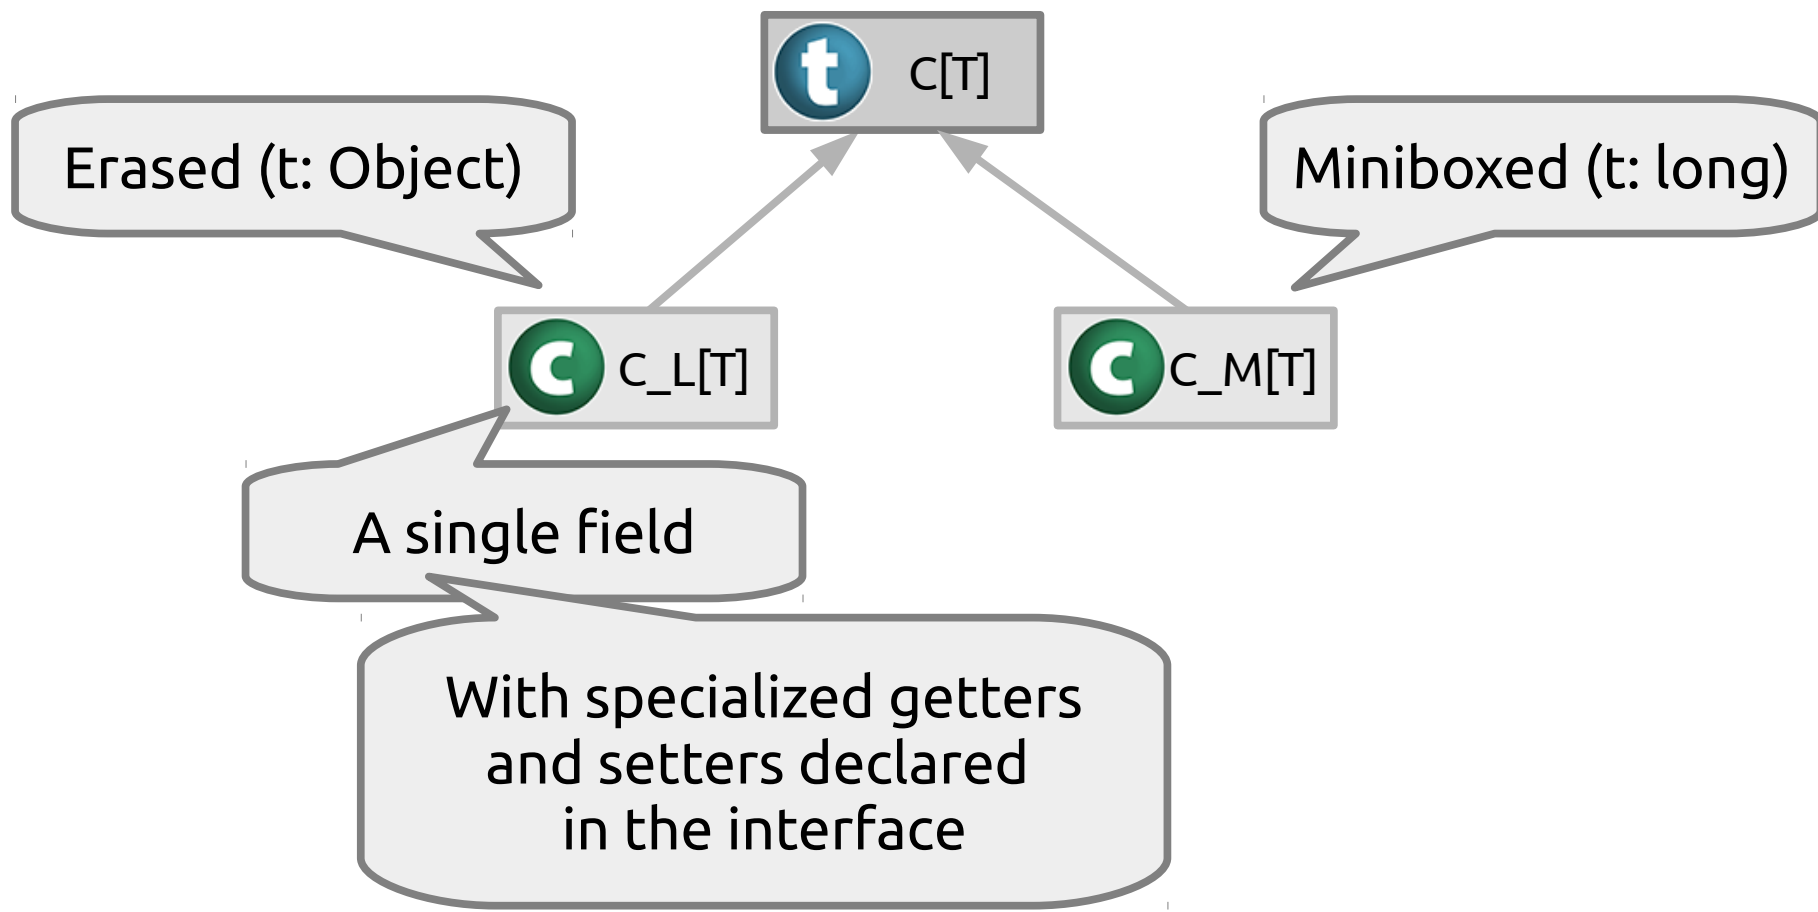 t C[T]
Erased (t: Object)
Miniboxed (t: long)
C C_L[T]
C C_M[T]
A single field
With specialized getters
and setters declared
in the interface